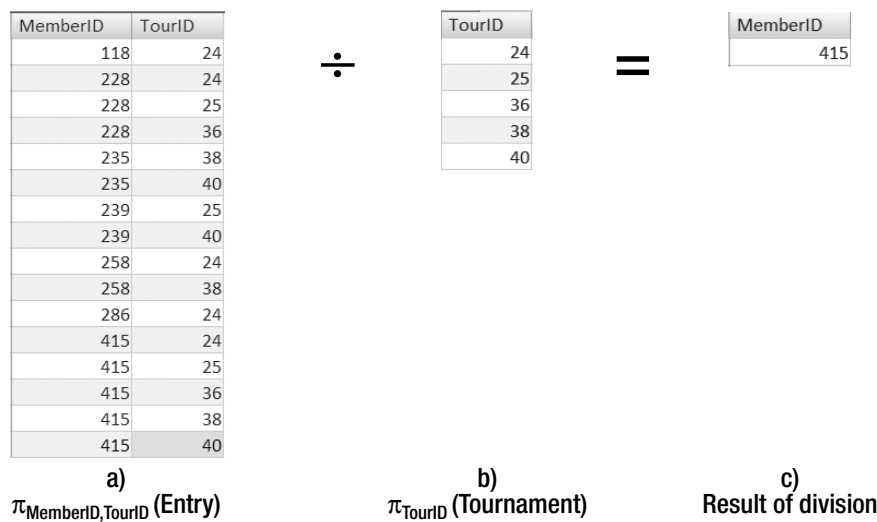 MemberID TourID
118 24
228 24
228 25
228 36
235 38
235 40
239 25
239 40
258 24
258 38
286 24
415 24
415 25
415 36
415 38
415 40
a)
πMemberID,TourID (Entry)
÷
TourID
24
25
36
38
40
b)
πTourID (Tournament)
=
MemberID
415
c)
Result of division